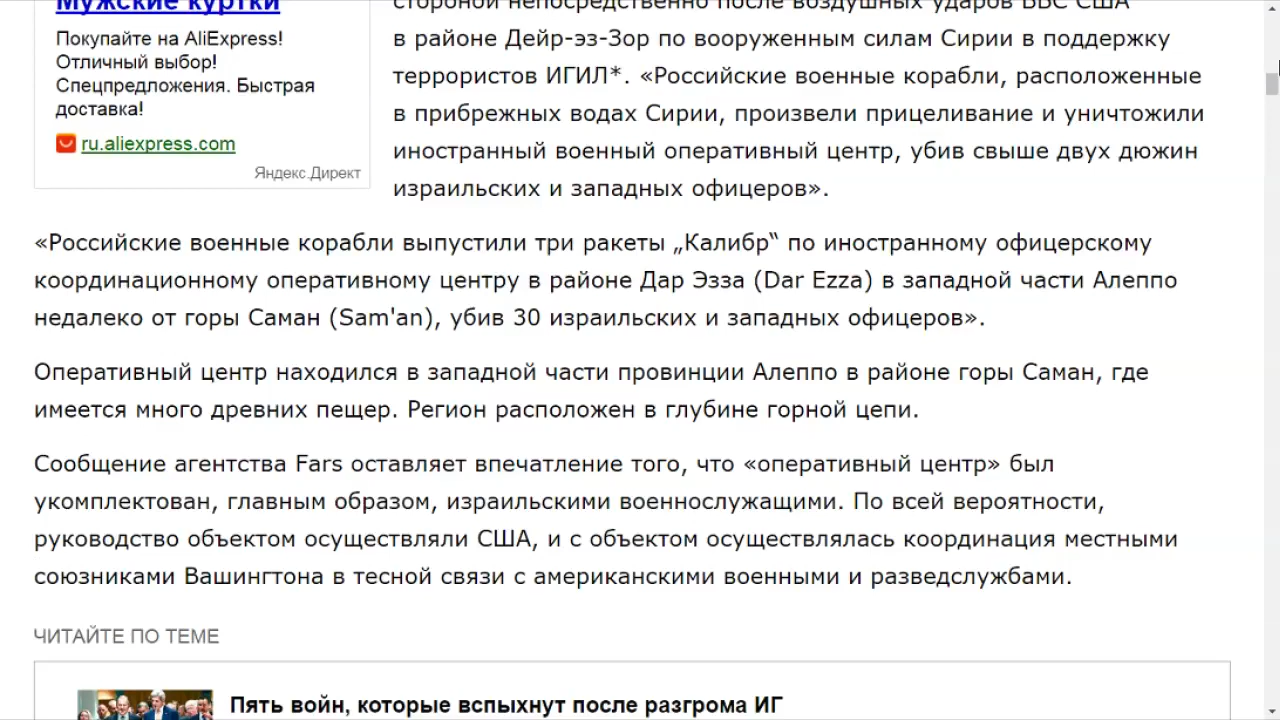 Мужские куртки
Покупайте на AliExpress!
Отличный выбор!
Спецпредложения. Быстрая
доставка!
ru.aliexpress.com
Яндекс.Директ
стороной непосредственно после воздушных ударов ВВС США
в районе Дейр-эз-Зор по вооруженным силам Сирии в поддержку
террористов ИГИЛ*. «Российские военные корабли, расположенные
в прибрежных водах Сирии, произвели прицеливание и уничтожили
иностранный военный оперативный центр, убив свыше двух дюжин
израильских и западных офицеров».
«Российские военные корабли выпустили три ракеты „Калибр“ по иностранному офицерскому
координационному оперативному центру в районе Дар Эзза (Dar Ezza) в западной части Алеппо
недалеко от горы Саман (Sam'an), убив 30 израильских и западных офицеров».
Оперативный центр находился в западной части провинции Алеппо в районе горы Саман, где
имеется много древних пещер. Регион расположен в глубине горной цепи.
Сообщение агентства Fars оставляет впечатление того, что «оперативный центр» был
укомплектован, главным образом, израильскими военнослужащими. По всей вероятности,
руководство объектом осуществляли США, и с объектом осуществлялась координация местными
союзниками Вашингтона в тесной связи с американскими военными и разведслужбами.
ЧИТАЙТЕ ПО ТЕМЕ
Пять войн, которые вспыхнут после разгрома ИГ